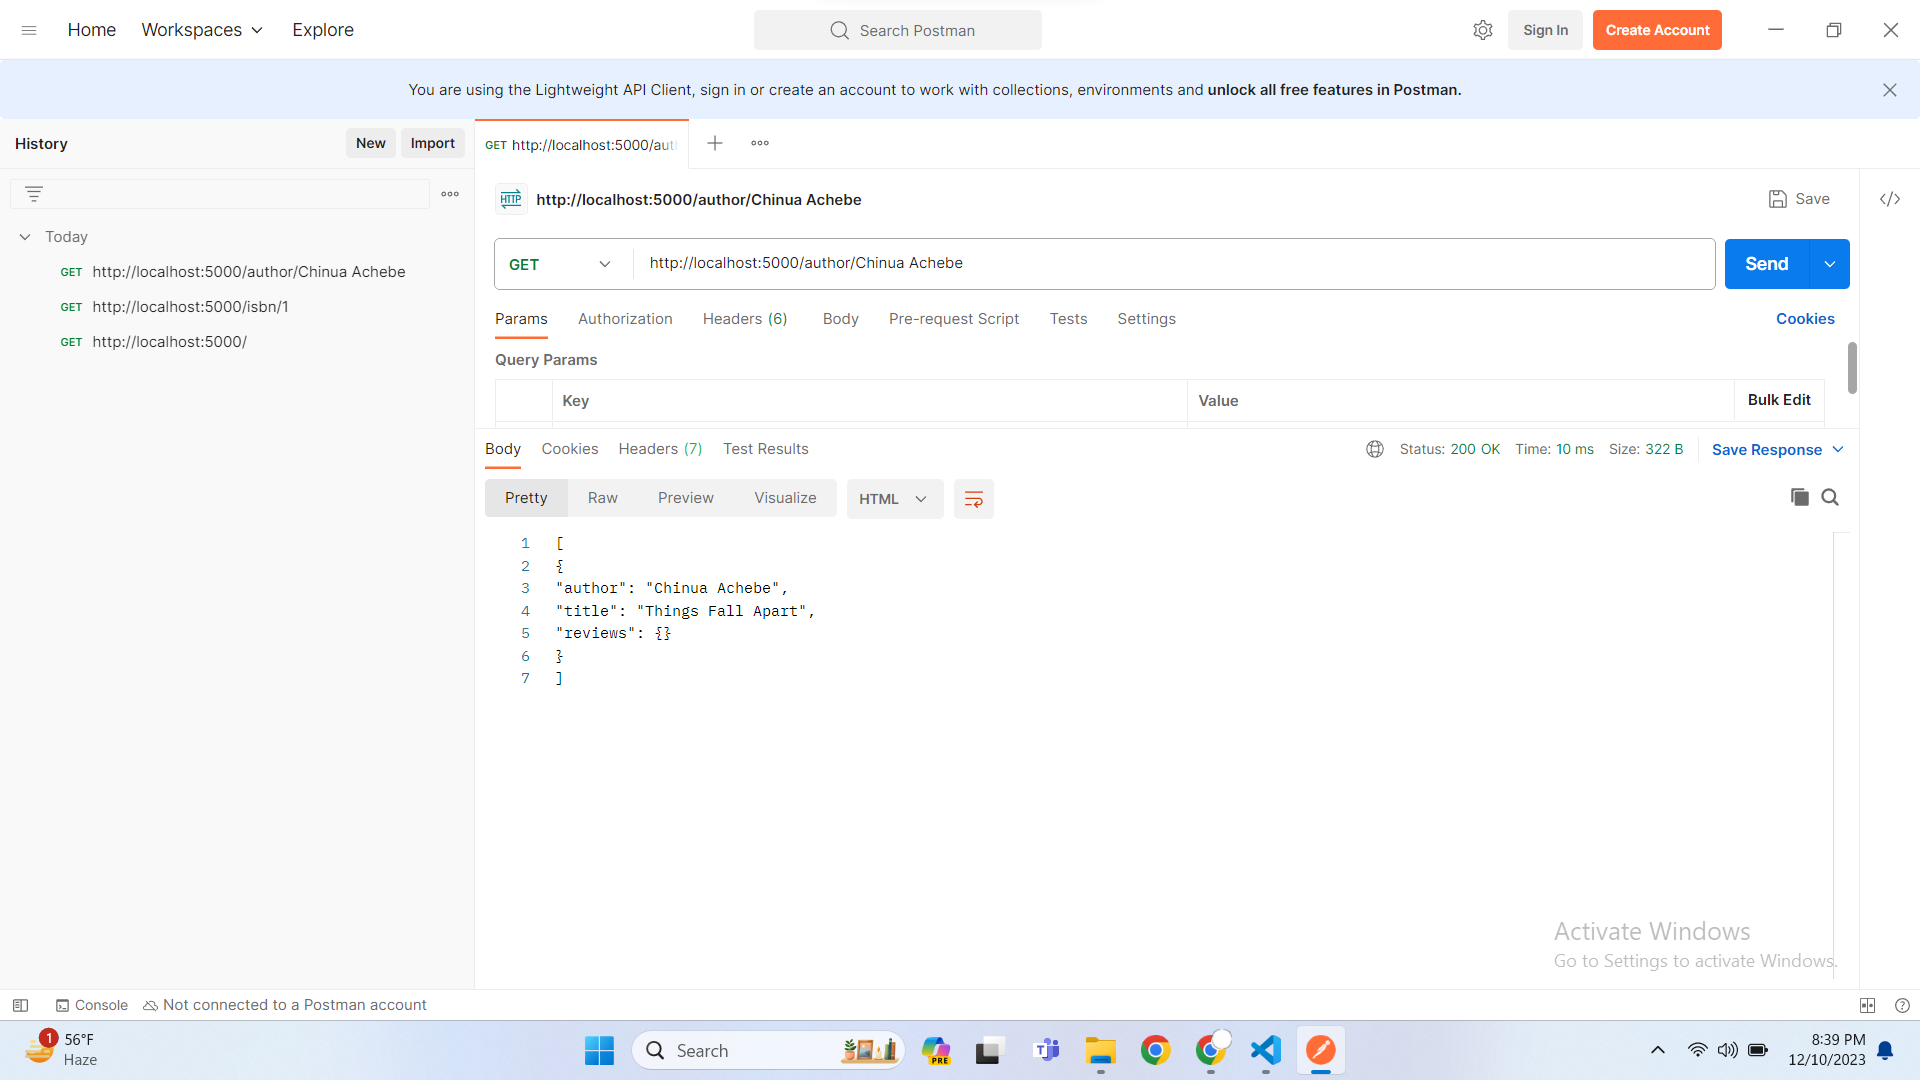 Home Workspaces Explore Search Postman Sign In Create Account
You are using the Lightweight API Client, sign in or create an account to work with collections, environments and unlock all free features in Postman.
History New Import
Today
GET http://localhost:5000/author/Chinua Achebe
GET http://localhost:5000/isbn/1
GET http://localhost:5000/
GET http://localhost:5000/aut
HTTP http://localhost:5000/author/Chinua Achebe Save
GET http://localhost:5000/author/Chinua Achebe Send
Params Authorization Headers (6) Body Pre-request Script Tests Settings Cookies
Query Params
Key Value Bulk Edit
Body Cookies Headers (7) Test Results Status: 200 OK Time: 10 ms Size: 322 B Save Response
Pretty Raw Preview Visualize HTML
1 [
2 {
3 "author": "Chinua Achebe",
4 "title": "Things Fall Apart",
5 "reviews": {}
6 }
7 ]
Activate Windows
Go to Settings to activate Windows.
Console Not connected to a Postman account
1 56°F
Haze
Search
PRE
8:39 PM
12/10/2023